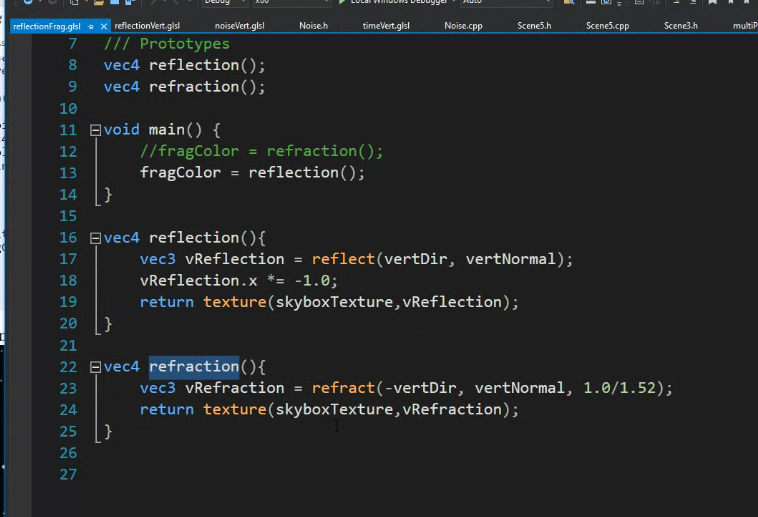 Debug x86 Local Windows Debugger Auto
reflectionFrag.glsl reflectionVert.glsl noiseVert.glsl Noise.h timeVert.glsl Noise.cpp Scene5.h Scene5.cpp Scene3.h multiP
7 /// Prototypes
8 vec4 reflection();
9 vec4 refraction();
10
11 void main() {
12 //fragColor = refraction();
13 fragColor = reflection();
14 }
15
16 vec4 reflection(){
17 vec3 vReflection = reflect(vertDir, vertNormal);
18 vReflection.x *= -1.0;
19 return texture(skyboxTexture,vReflection);
20 }
21
22 vec4 refraction(){
23 vec3 vRefraction = refract(-vertDir, vertNormal, 1.0/1.52);
24 return texture(skyboxTexture,vRefraction);
25 }
26
27